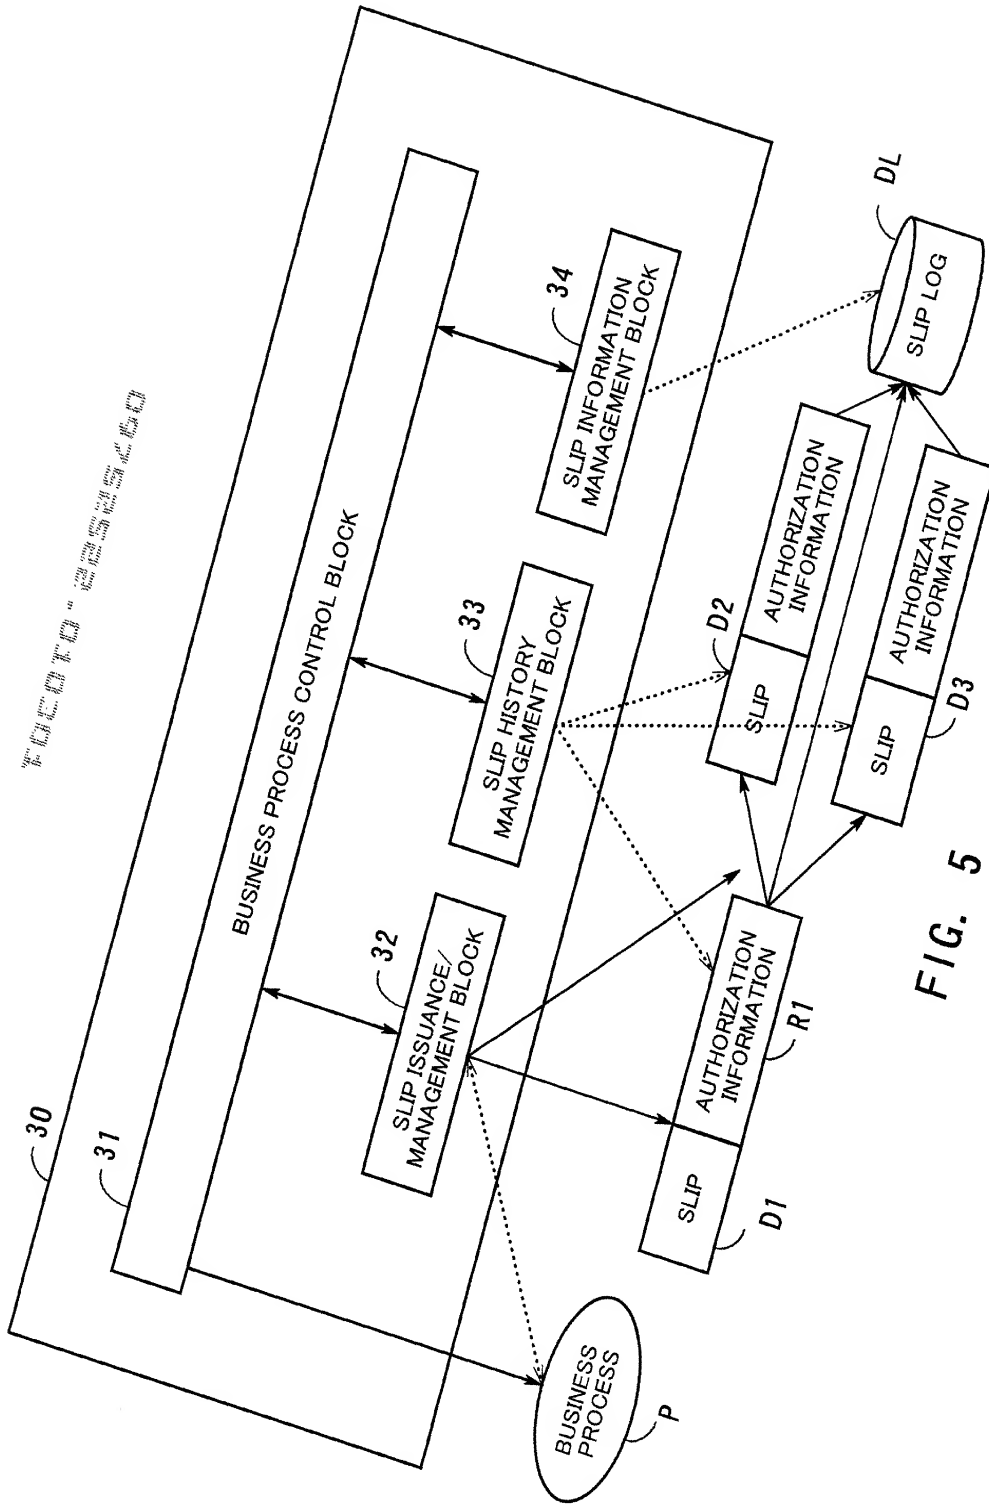 30
31
BUSINESS PROCESS CONTROL BLOCK
32
SLIP ISSUANCE/
MANAGEMENT BLOCK
33
SLIP HISTORY
MANAGEMENT BLOCK
34
SLIP INFORMATION
MANAGEMENT BLOCK
BUSINESS
PROCESS
P
SLIP
D1
AUTHORIZATION
INFORMATION
R1
D2
SLIP
AUTHORIZATION
INFORMATION
SLIP
D3
AUTHORIZATION
INFORMATION
DL
SLIP LOG
FIG. 5